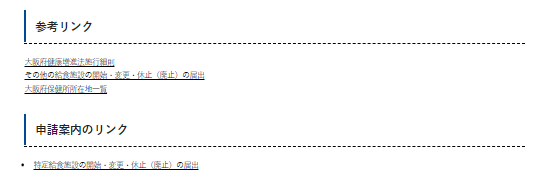 参考リンク
大阪府健康増進法施行細則
その他の給食施設の開始・変更・休止（廃止）の届出
大阪府保健所所在地一覧
申請案内のリンク
特定給食施設の開始・変更・休止（廃止）の届出